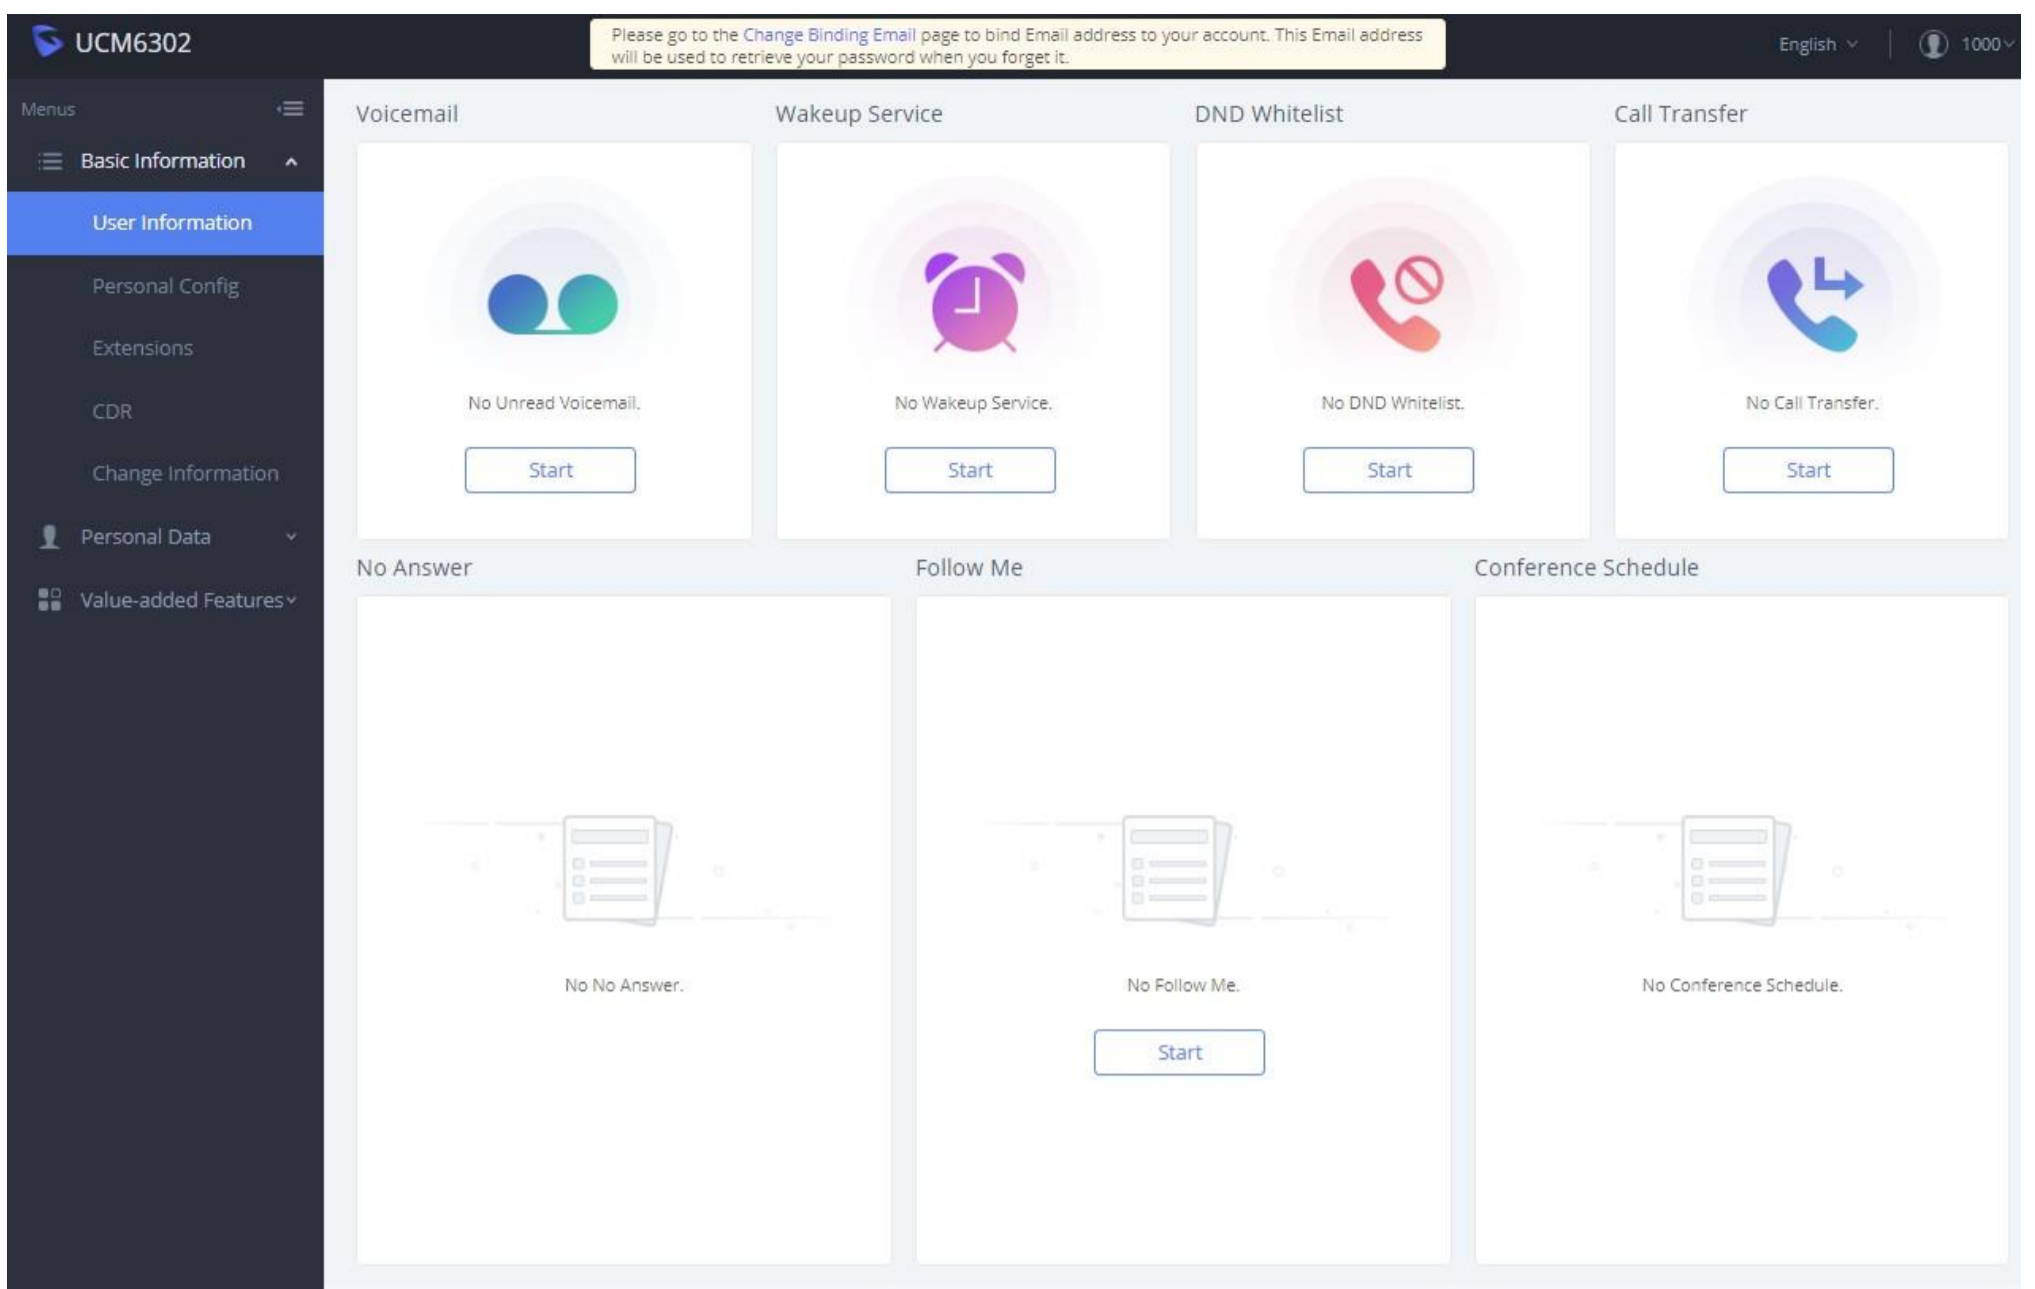 UCM6302
Please go to the Change Binding Email page to bind Email address to your account. This Email address
will be used to retrieve your password when you forget it.
English
1000
Menus
Basic Information
User Information
Personal Config
Extensions
CDR
Change Information
Personal Data
Value-added Features
Voicemail
No Unread Voicemail.
Start
Wakeup Service
No Wakeup Service.
Start
DND Whitelist
No DND Whitelist.
Start
Call Transfer
No Call Transfer.
Start
No Answer
No No Answer.
Follow Me
No Follow Me.
Start
Conference Schedule
No Conference Schedule.